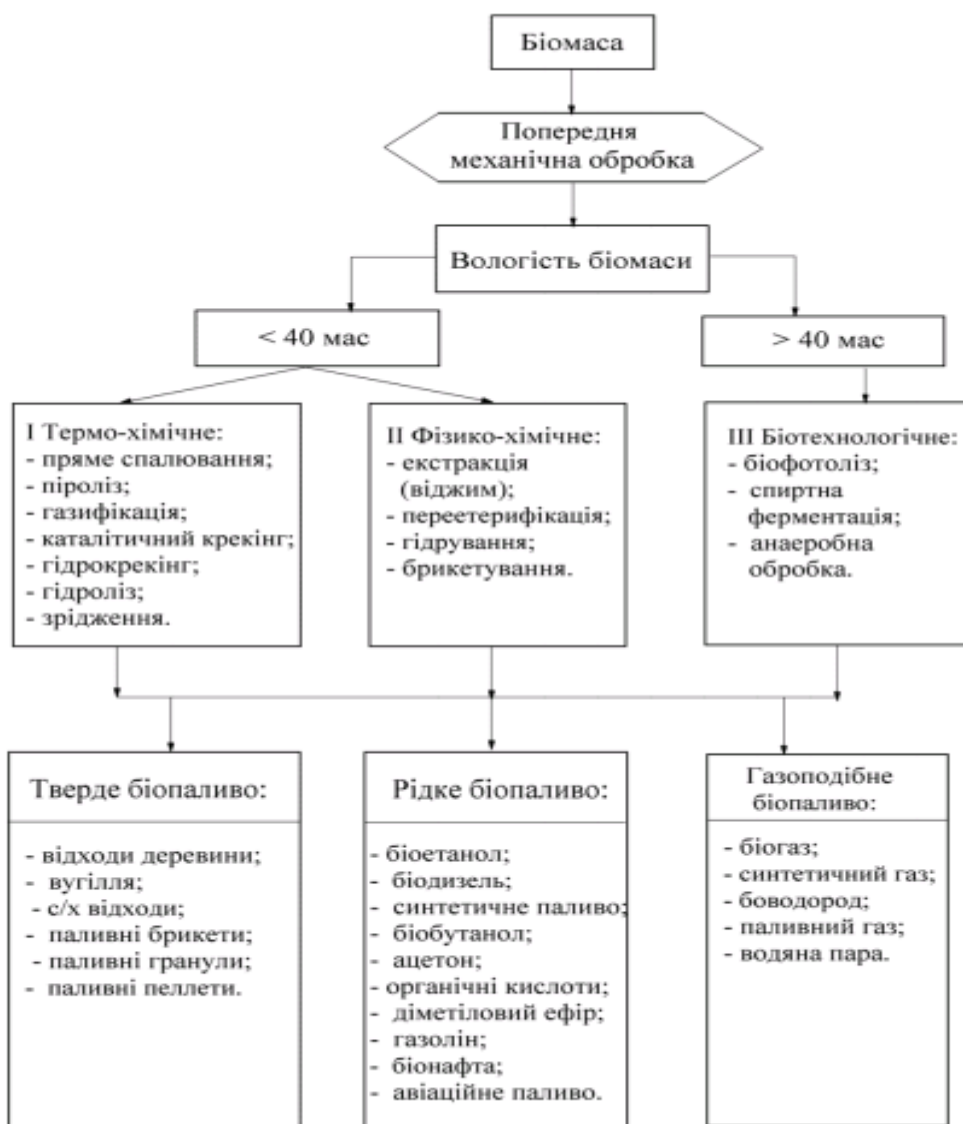 Біомаса
Попередня
механічна обробка
Вологість біомаси
< 40 мас
> 40 мас
І Термо-хімічне:
- пряме спалювання;
- піроліз;
- газифікація;
- каталітичний крекінг;
- гідрокрекінг;
- гідроліз;
- зрідження.
ІІ Фізико-хімічне:
- екстракція
(віджим);
- переетерифікація;
- гідрування;
- брикетування.
ІІІ Біотехнологічне:
- біофотоліз;
- спиртна
ферментація;
- анаеробна
обробка.
Тверде біопаливо:
- відходи деревини;
- вугілля;
- с/х відходи;
- паливні брикети;
- паливні гранули;
- паливні пеллети.
Рідке біопаливо:
- біоетанол;
- біодизель;
- синтетичне паливо;
- біобутанол;
- ацетон;
- органічні кислоти;
- діметіловий ефір;
- газолін;
- біонафта;
- авіаційне паливо.
Газоподібне
біопаливо:
- біогаз;
- синтетичний газ;
- боводород;
- паливний газ;
- водяна пара.